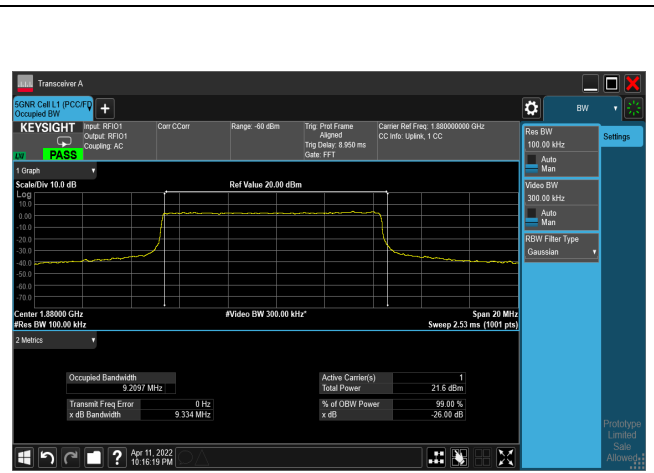 Transceiver A
5GNR Cell L1 (PCC/FD
Occupied BW
BW
KEYSIGHT
Input: RFIO1
Output: RFIO1
Coupling: AC
Corr CCorr
Range: -60 dBm
Trig: Prot Frame
Aligned
Trig Delay: 8.950 ms
Gate: FFT
Carrier Ref Freq: 1.880000000 GHz
CC Info: Uplink, 1 CC
PASS
Res BW
100.00 kHz
Auto
Man
Settings
1 Graph
Scale/Div 10.0 dB
Ref Value 20.00 dBm
Log
10.0
0.00
-10.0
-20.0
-30.0
-40.0
-50.0
-60.0
-70.0
Video BW
300.00 kHz
Auto
Man
RBW Filter Type
Gaussian
Center 1.88000 GHz
#Video BW 300.00 kHz*
Span 20 MHz
#Res BW 100.00 kHz
Sweep 2.53 ms (1001 pts)
2 Metrics
Occupied Bandwidth
9.2097 MHz
Active Carrier(s) 1
Total Power 21.6 dBm
Transmit Freq Error 0 Hz
x dB Bandwidth 9.334 MHz
% of OBW Power 99.00 %
x dB -26.00 dB
Prototype
Limited
Sale
Allowed
Apr 11, 2022
10:16:19 PM